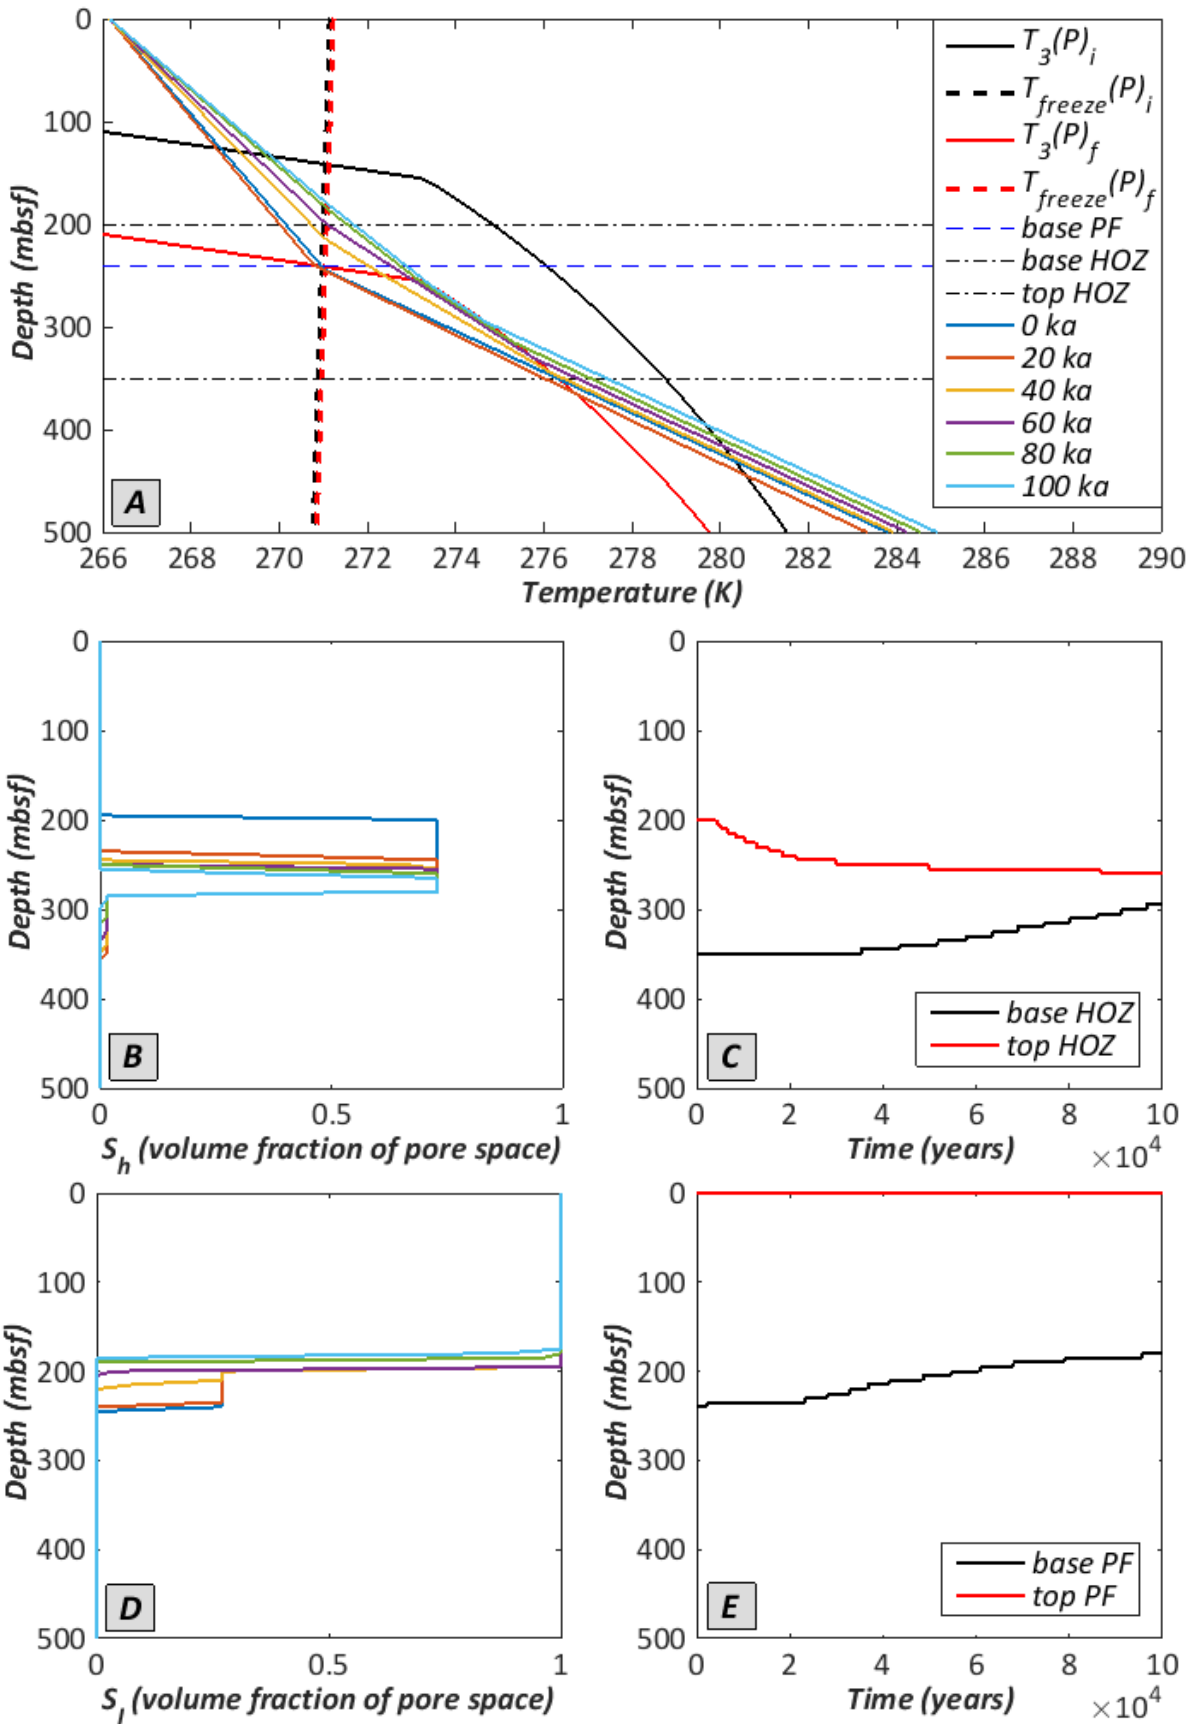 0
100
200
300
400
500
Depth (mbsf)
266 268 270 272 274 276 278 280 282 284 286 288 290
Temperature (K)
A
T3(P)i
Tfreeze(P)i
T3(P)f
Tfreeze(P)f
base PF
base HOZ
top HOZ
0 ka
20 ka
40 ka
60 ka
80 ka
100 ka
0
100
200
300
400
500
Depth (mbsf)
B
0 0.5 1
Sh (volume fraction of pore space)
0
100
200
300
400
500
Depth (mbsf)
base HOZ
top HOZ
C
0 2 4 6 8 10
Time (years)
×10^4
0
100
200
300
400
500
Depth (mbsf)
D
0 0.5 1
Sl (volume fraction of pore space)
0
100
200
300
400
500
Depth (mbsf)
base PF
top PF
E
0 2 4 6 8 10
Time (years)
×10^4